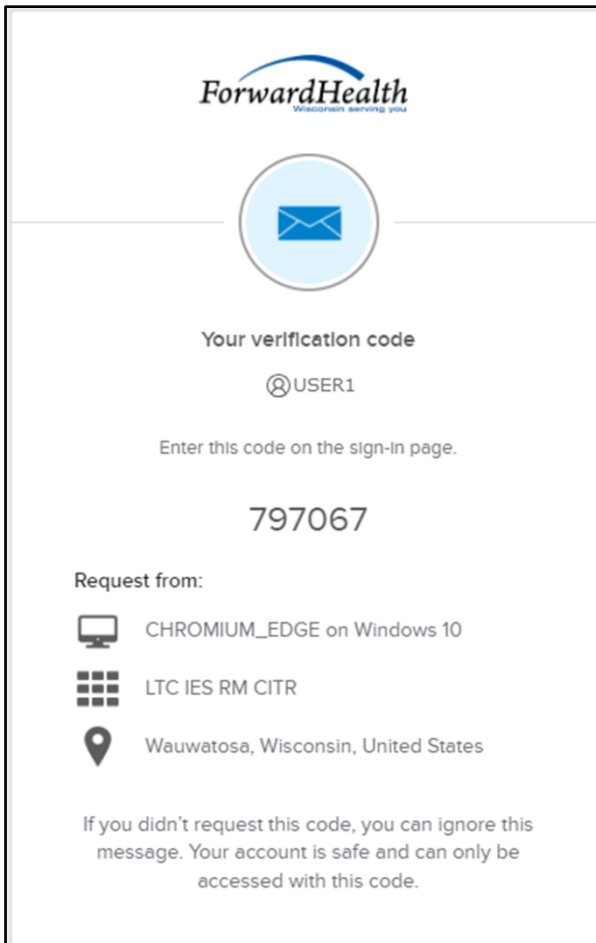 ForwardHealth
Wisconsin serving you
Your verification code
USER1
Enter this code on the sign-in page.
797067
Request from:
CHROMIUM_EDGE on Windows 10
LTC IES RM CITR
Wauwatosa, Wisconsin, United States
If you didn't request this code, you can ignore this
message. Your account is safe and can only be
accessed with this code.